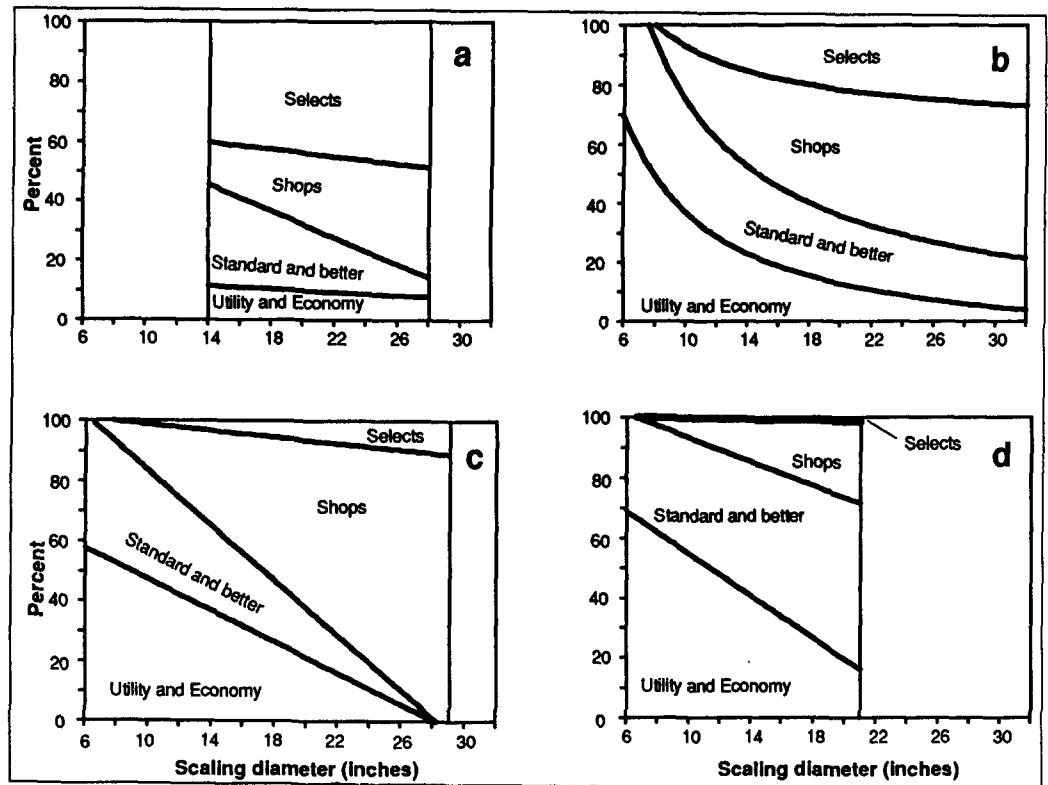 a
Percent
100
80
60
40
20
0
Selects
Shops
Standard and better
Utility and Economy
6 10 14 18 22 26 30
b
100
80
60
40
20
0
Selects
Shops
Standard and better
Utility and Economy
6 10 14 18 22 26 30
c
Percent
100
80
60
40
20
0
Selects
Shops
Standard and better
Utility and Economy
6 10 14 18 22 26 30
Scaling diameter (inches)
d
100
80
60
40
20
0
Selects
Shops
Standard and better
Utility and Economy
6 10 14 18 22 26 30
Scaling diameter (inches)